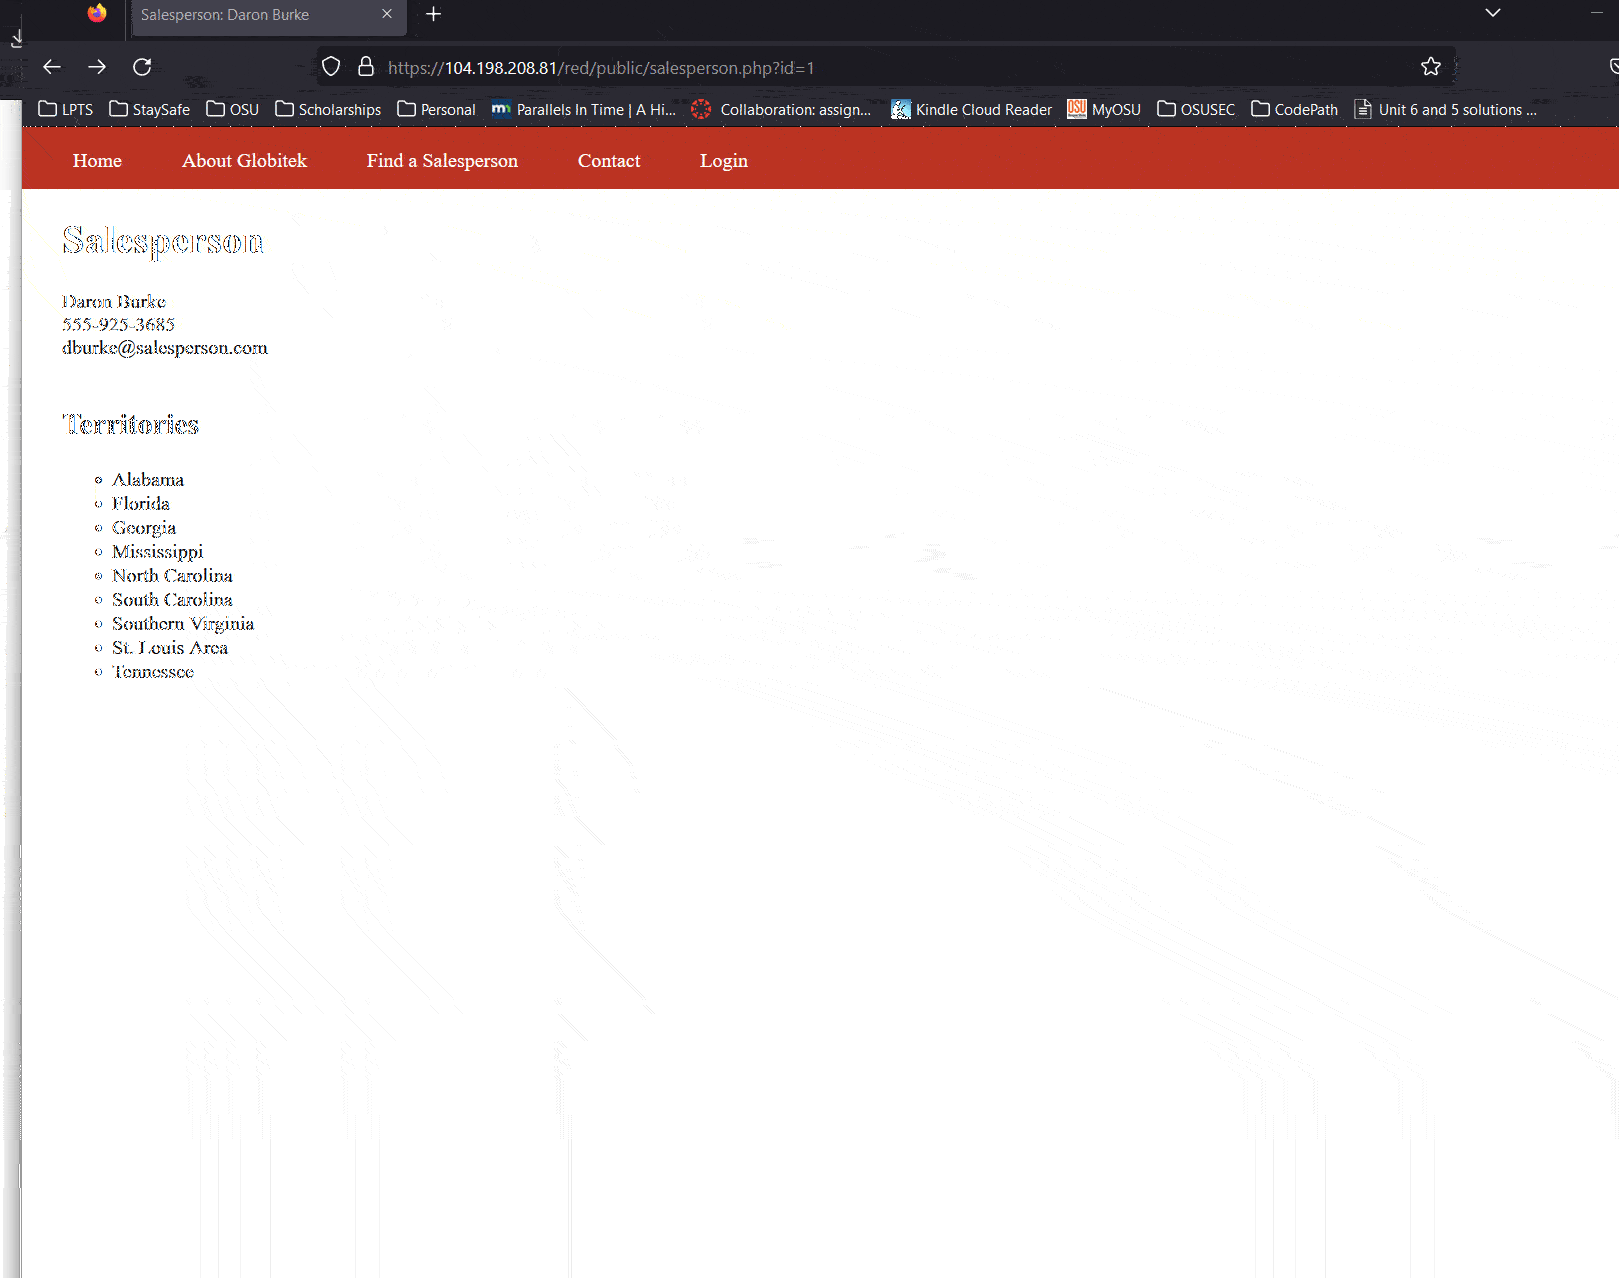 Salesperson: Daron Burke
https://104.198.208.81/red/public/salesperson.php?id=1
LPTS StaySafe OSU Scholarships Personal Parallels In Time | A Hi... Collaboration: assign... Kindle Cloud Reader MyOSU OSUSEC CodePath Unit 6 and 5 solutions ...
Home About Globitek Find a Salesperson Contact Login
Salesperson
Daron Burke
555-925-3685
dburke@salesperson.com
Territories
Alabama
Florida
Georgia
Mississippi
North Carolina
South Carolina
Southern Virginia
St. Louis Area
Tennessee